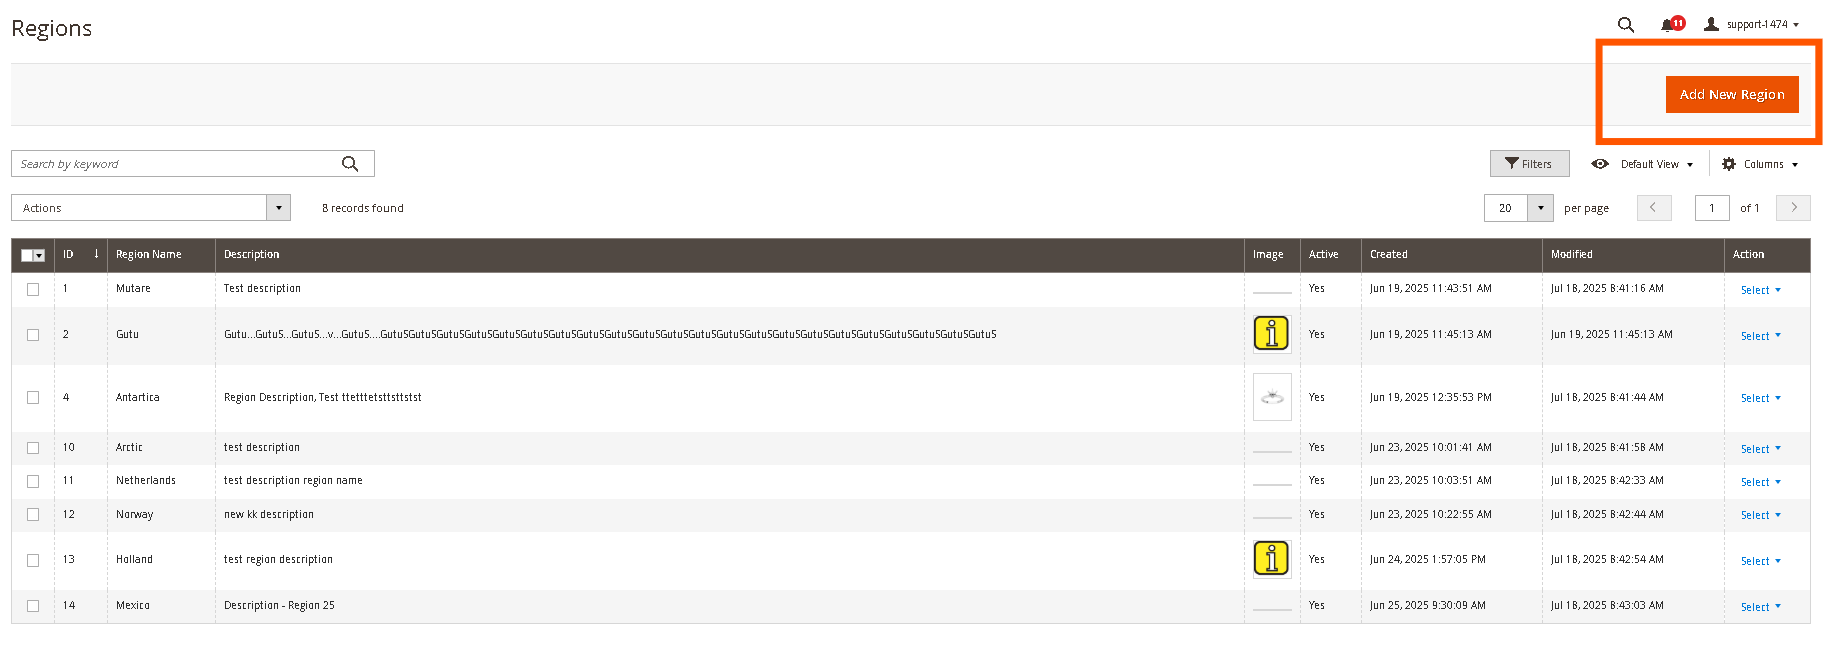 Regions
11
support-1474
Add New Region
Search by keyword
Filters
Default View
Columns
Actions
8 records found
20
per page
1
of 1
ID ↓ Region Name Description Image Active Created Modified Action
1 Mutare Test description Yes Jun 19, 2025 11:43:51 AM Jul 18, 2025 8:41:16 AM Select
2 Gutu Gutu...Gutu5...Gutu5...v...Gutu5....Gutu5Gutu5Gutu5Gutu5Gutu5Gutu5Gutu5Gutu5Gutu5Gutu5Gutu5Gutu5Gutu5Gutu5Gutu5Gutu5Gutu5Gutu5Gutu5Gutu5Gutu5Gutu5 Yes Jun 19, 2025 11:45:13 AM Jun 19, 2025 11:45:13 AM Select
4 Antartica Region Description, Test ttetttetsttsttstst Yes Jun 19, 2025 12:35:53 PM Jul 18, 2025 8:41:44 AM Select
10 Arctic test description Yes Jun 23, 2025 10:01:41 AM Jul 18, 2025 8:41:58 AM Select
11 Netherlands test description region name Yes Jun 23, 2025 10:03:51 AM Jul 18, 2025 8:42:33 AM Select
12 Norway new kk description Yes Jun 23, 2025 10:22:55 AM Jul 18, 2025 8:42:44 AM Select
13 Holland test region description Yes Jun 24, 2025 1:57:05 PM Jul 18, 2025 8:42:54 AM Select
14 Mexico Description - Region 25 Yes Jun 25, 2025 9:30:09 AM Jul 18, 2025 8:43:03 AM Select